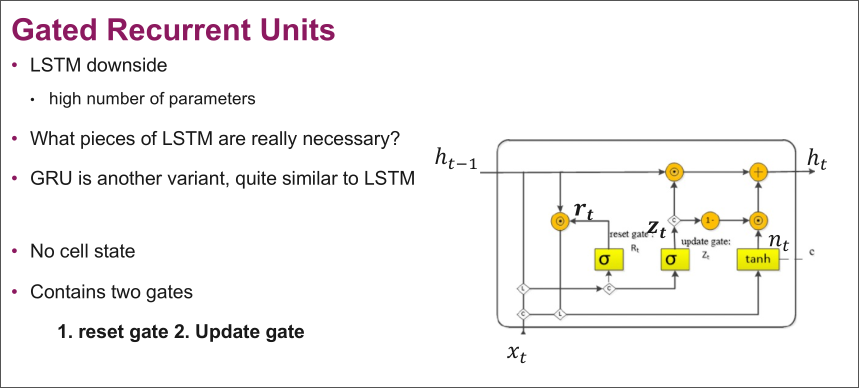 Gated Recurrent Units
• LSTM downside
• high number of parameters
• What pieces of LSTM are really necessary?
• GRU is another variant, quite similar to LSTM
• No cell state
• Contains two gates
1. reset gate 2. Update gate
h_{t-1}
h_t
r_t
reset gate
R_t
z_t
1-
update gate:
Z_t
n_t
σ
σ
tanh
c
L
C
C
L
x_t